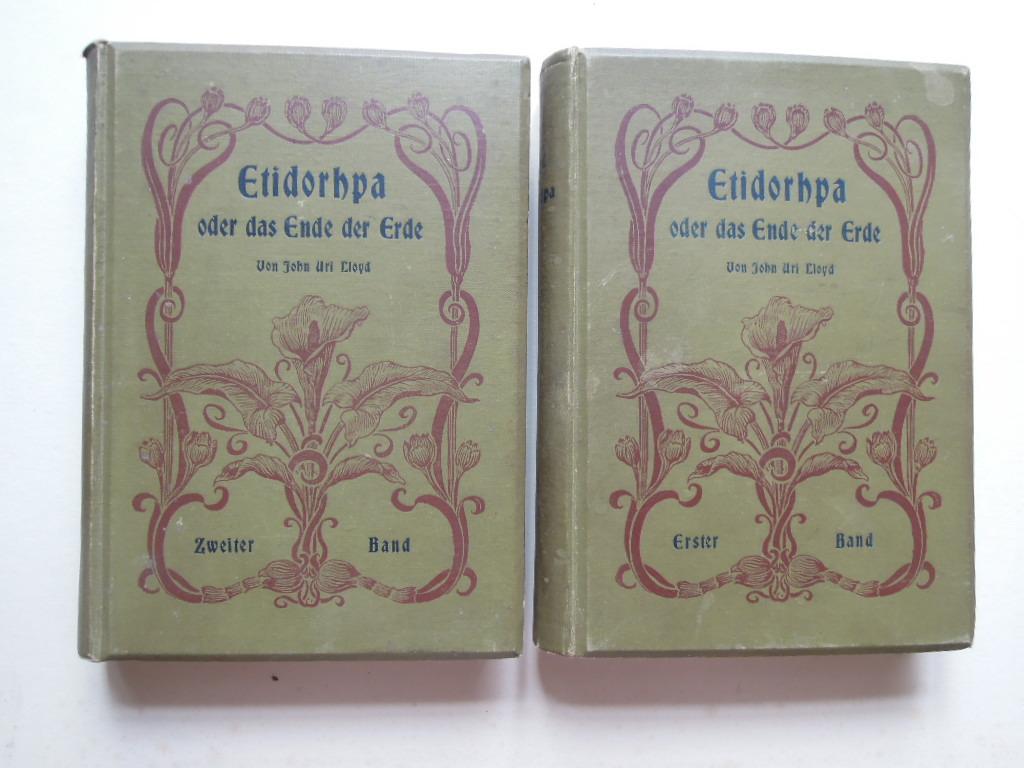 Etidorhpa
oder das Ende der Erde
Von John Uri Lloyd
Zweiter Band
Etidorhpa
oder das Ende der Erde
Von John Uri Lloyd
Erster Band